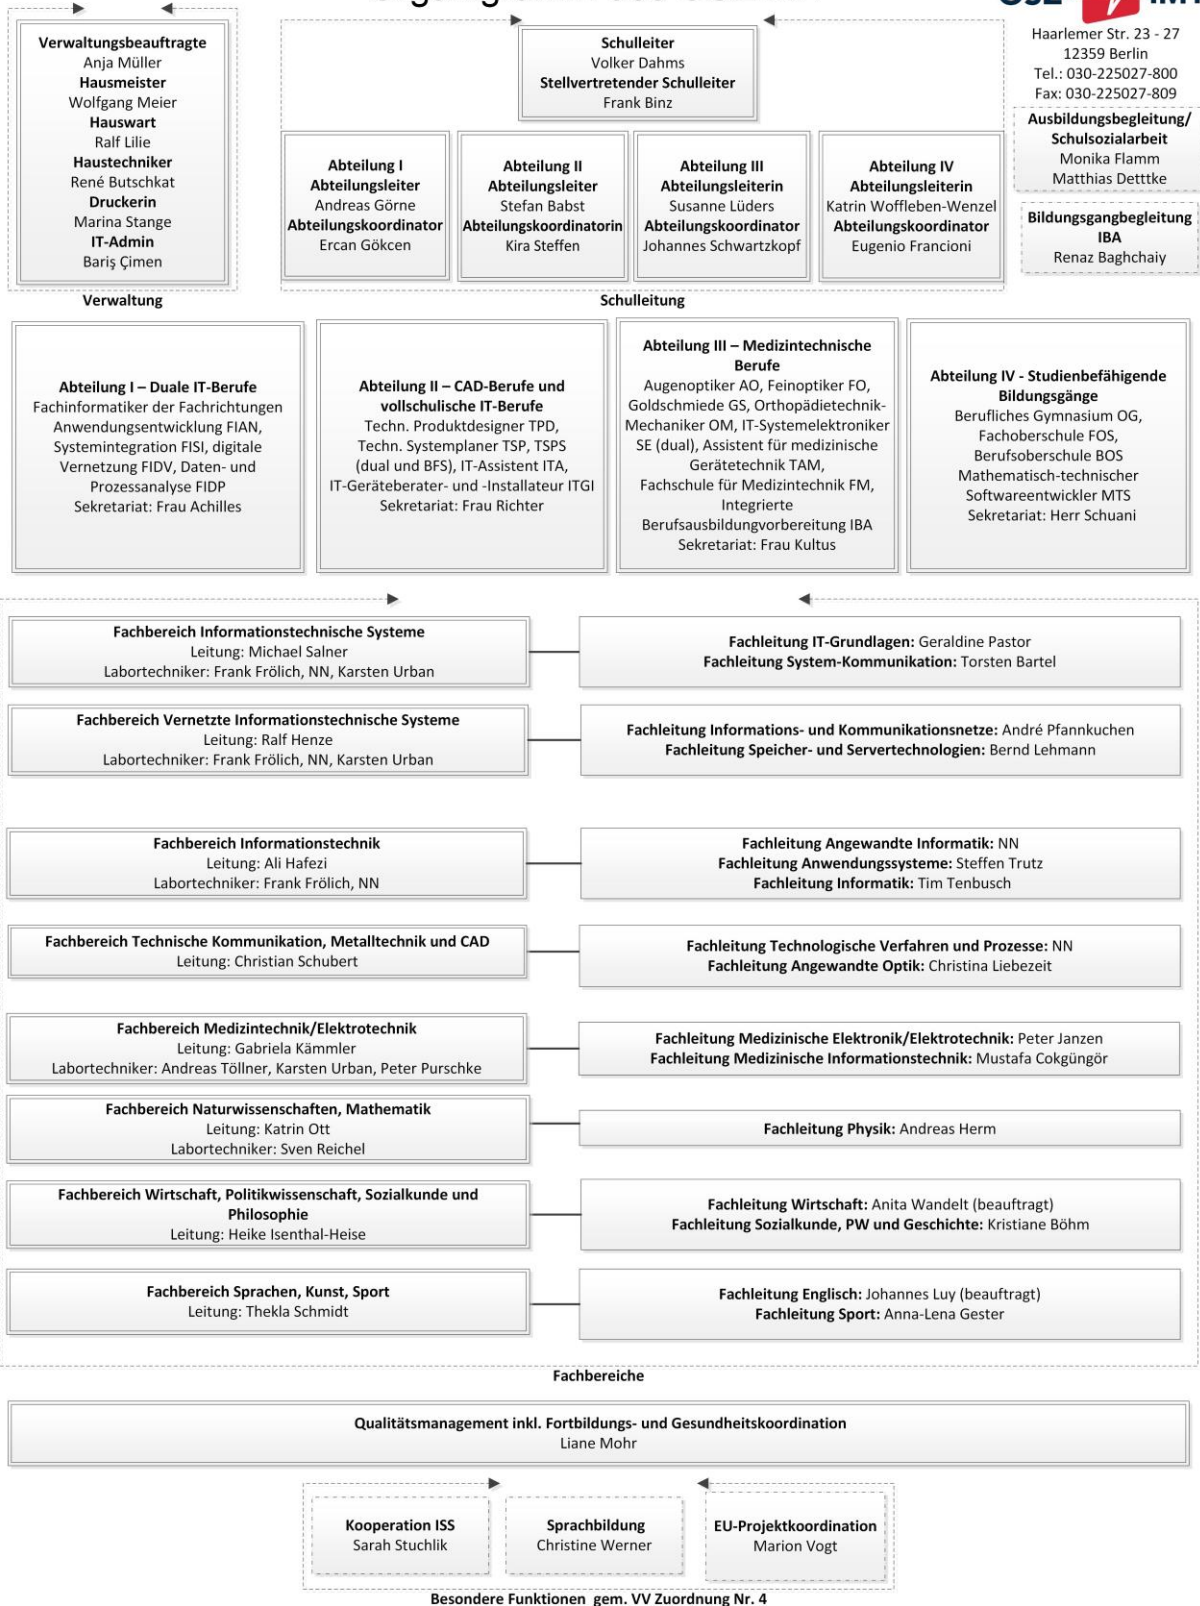 Verwaltungsbeauftragte
Anja Müller
Hausmeister
Wolfgang Meier
Hauswart
Ralf Lilie
Haustechniker
René Butschkat
Druckerin
Marina Stange
IT-Admin
Bariş Çimen
Verwaltung
Schulleiter
Volker Dahms
Stellvertretender Schulleiter
Frank Binz
Abteilung I
Abteilungsleiter
Andreas Görne
Abteilungskoordinator
Ercan Gökcen
Abteilung II
Abteilungsleiter
Stefan Babst
Abteilungskoordinatorin
Kira Steffen
Abteilung III
Abteilungsleiterin
Susanne Lüders
Abteilungskoordinator
Johannes Schwartzkopf
Abteilung IV
Abteilungsleiterin
Katrin Woffleben-Wenzel
Abteilungskoordinator
Eugenio Francioni
Schulleitung
Haarlemer Str. 23 - 27
12359 Berlin
Tel.: 030-225027-800
Fax: 030-225027-809
Ausbildungsbegleitung/
Schulsozialarbeit
Monika Flamm
Matthias Detttke
Bildungsgangbegleitung
IBA
Renaz Baghchaiy
Abteilung I – Duale IT-Berufe
Fachinformatiker der Fachrichtungen
Anwendungsentwicklung FIAN,
Systemintegration FISI, digitale
Vernetzung FIDV, Daten- und
Prozessanalyse FIDP
Sekretariat: Frau Achilles
Abteilung II – CAD-Berufe und
vollschulische IT-Berufe
Techn. Produktdesigner TPD,
Techn. Systemplaner TSP, TSPS
(dual und BFS), IT-Assistent ITA,
IT-Geräteberater- und -Installateur ITGI
Sekretariat: Frau Richter
Abteilung III – Medizintechnische
Berufe
Augenoptiker AO, Feinoptiker FO,
Goldschmiede GS, Orthopädietechnik-
Mechaniker OM, IT-Systemelektroniker
SE (dual), Assistent für medizinische
Gerätetechnik TAM,
Fachschule für Medizintechnik FM,
Integrierte
Berufsausbildungvorbereitung IBA
Sekretariat: Frau Kultus
Abteilung IV - Studienbefähigende
Bildungsgänge
Berufliches Gymnasium OG,
Fachoberschule FOS,
Berufsoberschule BOS
Mathematisch-technischer
Softwareentwickler MTS
Sekretariat: Herr Schuani
Fachbereich Informationstechnische Systeme
Leitung: Michael Salner
Labortechniker: Frank Frölich, NN, Karsten Urban
Fachleitung IT-Grundlagen: Geraldine Pastor
Fachleitung System-Kommunikation: Torsten Bartel
Fachbereich Vernetzte Informationstechnische Systeme
Leitung: Ralf Henze
Labortechniker: Frank Frölich, NN, Karsten Urban
Fachleitung Informations- und Kommunikationsnetze: André Pfannkuchen
Fachleitung Speicher- und Servertechnologien: Bernd Lehmann
Fachbereich Informationstechnik
Leitung: Ali Hafezi
Labortechniker: Frank Frölich, NN
Fachleitung Angewandte Informatik: NN
Fachleitung Anwendungssysteme: Steffen Trutz
Fachleitung Informatik: Tim Tenbusch
Fachbereich Technische Kommunikation, Metalltechnik und CAD
Leitung: Christian Schubert
Fachleitung Technologische Verfahren und Prozesse: NN
Fachleitung Angewandte Optik: Christina Liebezeit
Fachbereich Medizintechnik/Elektrotechnik
Leitung: Gabriela Kämmler
Labortechniker: Andreas Töllner, Karsten Urban, Peter Purschke
Fachleitung Medizinische Elektronik/Elektrotechnik: Peter Janzen
Fachleitung Medizinische Informationstechnik: Mustafa Cokgüngör
Fachbereich Naturwissenschaften, Mathematik
Leitung: Katrin Ott
Labortechniker: Sven Reichel
Fachleitung Physik: Andreas Herm
Fachbereich Wirtschaft, Politikwissenschaft, Sozialkunde und
Philosophie
Leitung: Heike Isenthal-Heise
Fachleitung Wirtschaft: Anita Wandelt (beauftragt)
Fachleitung Sozialkunde, PW und Geschichte: Kristiane Böhm
Fachbereich Sprachen, Kunst, Sport
Leitung: Thekla Schmidt
Fachleitung Englisch: Johannes Luy (beauftragt)
Fachleitung Sport: Anna-Lena Gester
Fachbereiche
Qualitätsmanagement inkl. Fortbildungs- und Gesundheitskoordination
Liane Mohr
Kooperation ISS
Sarah Stuchlik
Sprachbildung
Christine Werner
EU-Projektkoordination
Marion Vogt
Besondere Funktionen gem. VV Zuordnung Nr. 4